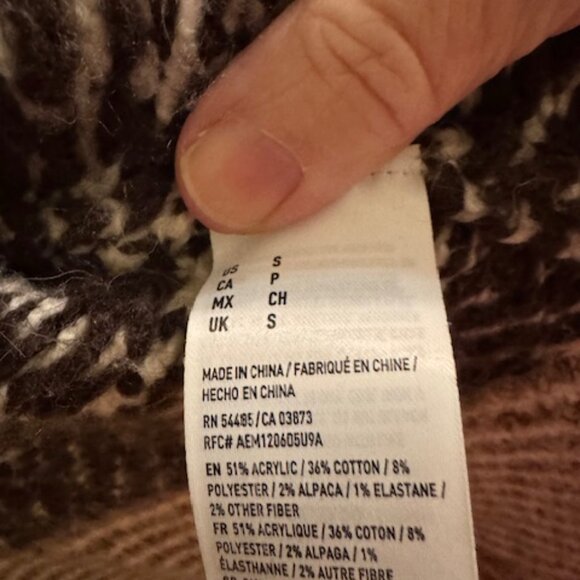 US S
CA P
MX CH
UK S
MADE IN CHINA / FABRIQUÉ EN CHINE /
HECHO EN CHINA
RN 54485 / CA 03873
RFC# AEM120605U9A
EN 51% ACRYLIC / 36% COTTON / 8%
POLYESTER / 2% ALPACA / 1% ELASTANE /
2% OTHER FIBER
FR 51% ACRYLIQUE / 36% COTON / 8%
POLYESTER / 2% ALPAGA / 1%
ÉLASTHANNE / 2% AUTRE FIBRE